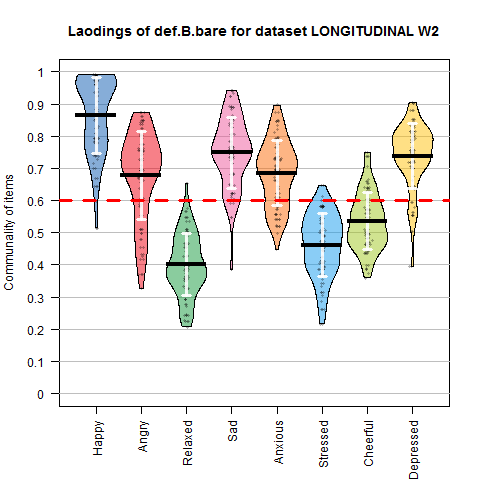 Laodings of def.B.bare for dataset LONGITUDINAL W2
Communality of items
1
0.9
0.8
0.7
0.6
0.5
0.4
0.3
0.2
0.1
0
Happy
Angry
Relaxed
Sad
Anxious
Stressed
Cheerful
Depressed